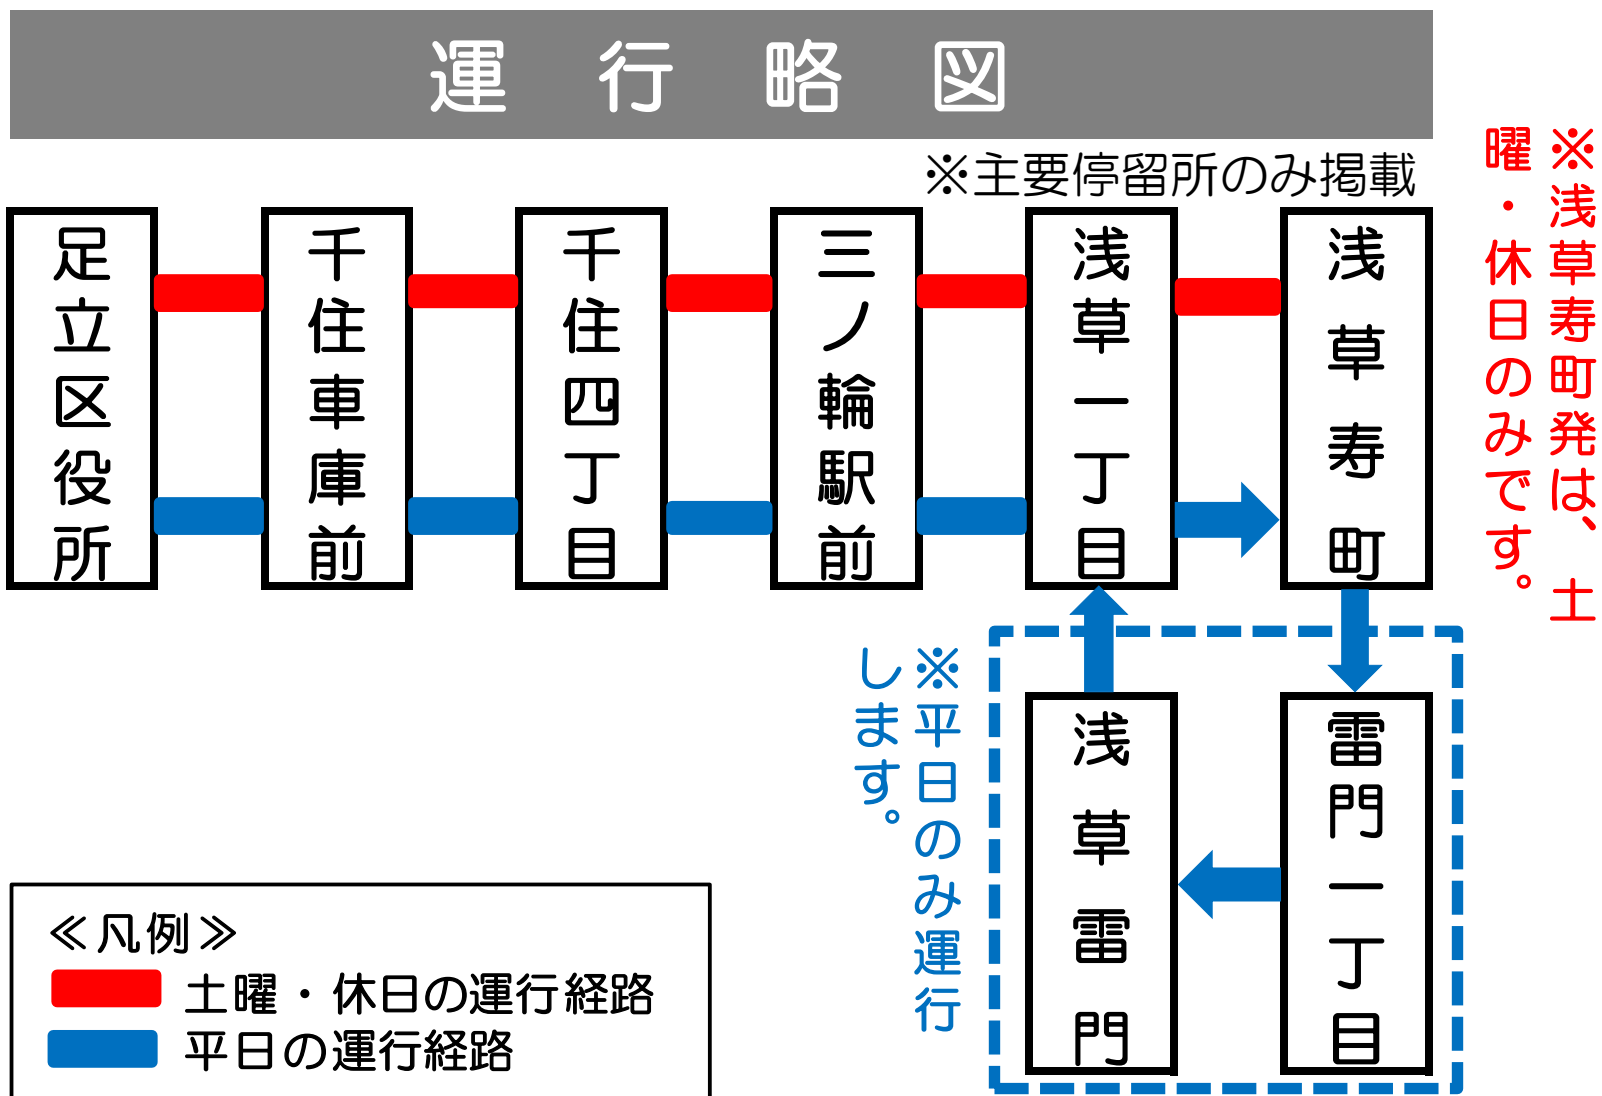 運行略図
※主要停留所のみ掲載
足立区役所
千住車庫前
千住四丁目
三ノ輪駅前
浅草一丁目
浅草寿町
※浅草寿町発は、土
曜・休日のみです。
※平日のみ運行
します。
浅草雷門
雷門一丁目
≪凡例≫
土曜・休日の運行経路
平日の運行経路